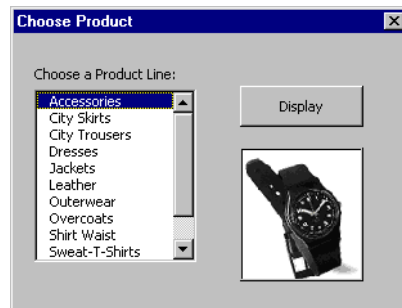 Choose Product
Choose a Product Line:
Accessories
City Skirts
City Trousers
Dresses
Jackets
Leather
Outerwear
Overcoats
Shirt Waist
Sweat-T-Shirts
Display